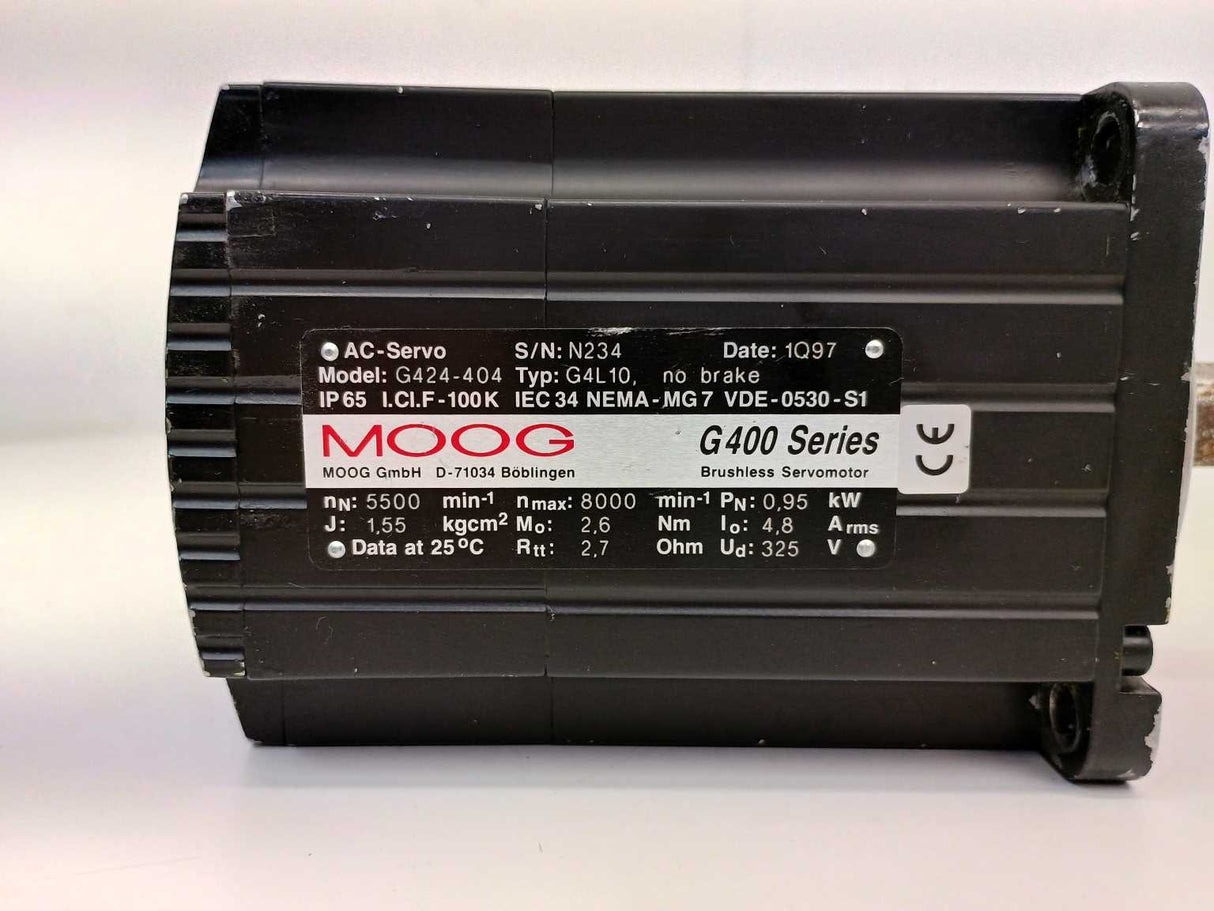 AC-Servo S/N: N234 Date: 1Q97
Model: G424-404 Typ: G4L10, no brake
IP65 I.Cl.F-100K IEC 34 NEMA-MG7 VDE-0530-S1
MOOG G400 Series
MOOG GmbH D-71034 Böblingen Brushless Servomotor
CE
nN: 5500 min-1 nmax: 8000 min-1 PN: 0,95 kW
J: 1,55 kgcm2 Mo: 2,6 Nm Io: 4,8 Arms
Data at 25°C Rtt: 2,7 Ohm Ud: 325 V